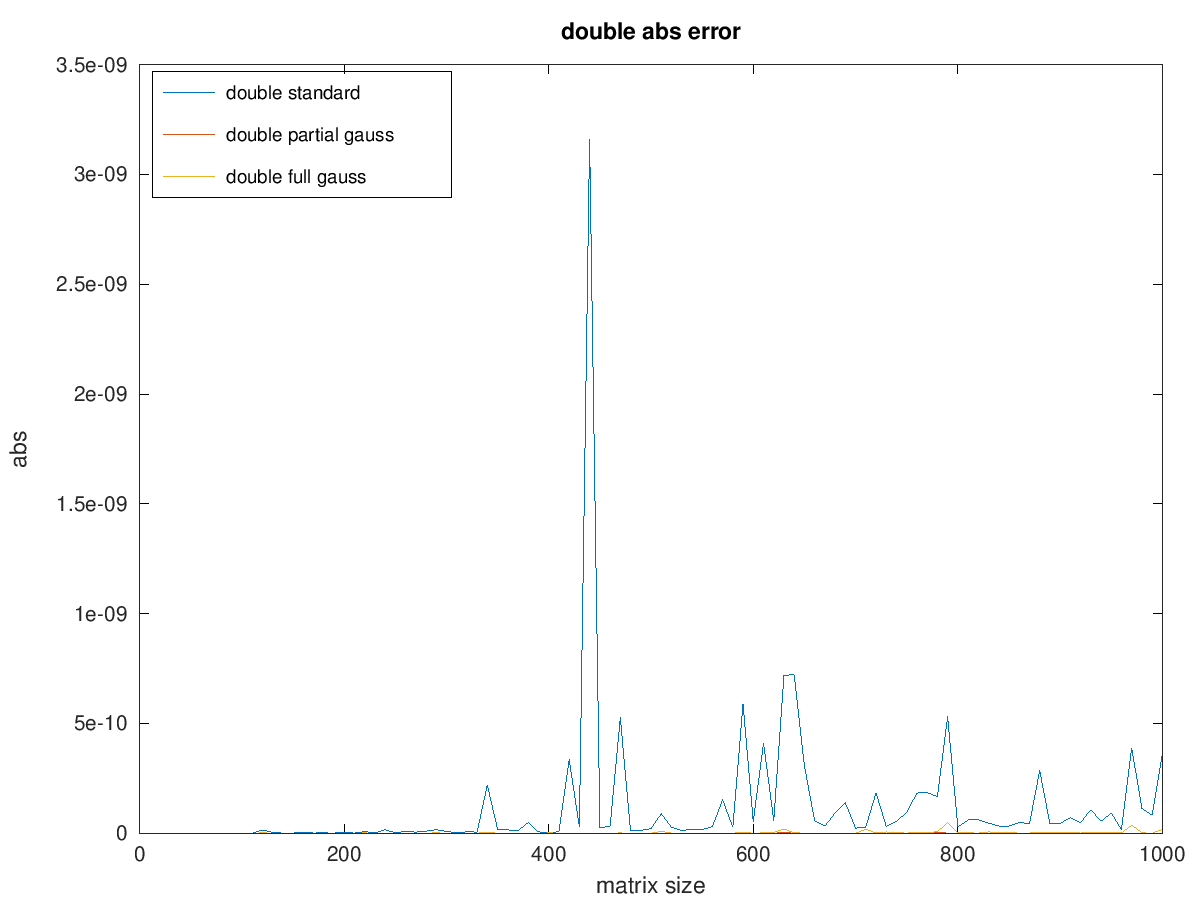 double abs error
3.5e-09
3e-09
2.5e-09
2e-09
1.5e-09
1e-09
5e-10
0
double standard
double partial gauss
double full gauss
abs
0 200 400 600 800 1000
matrix size